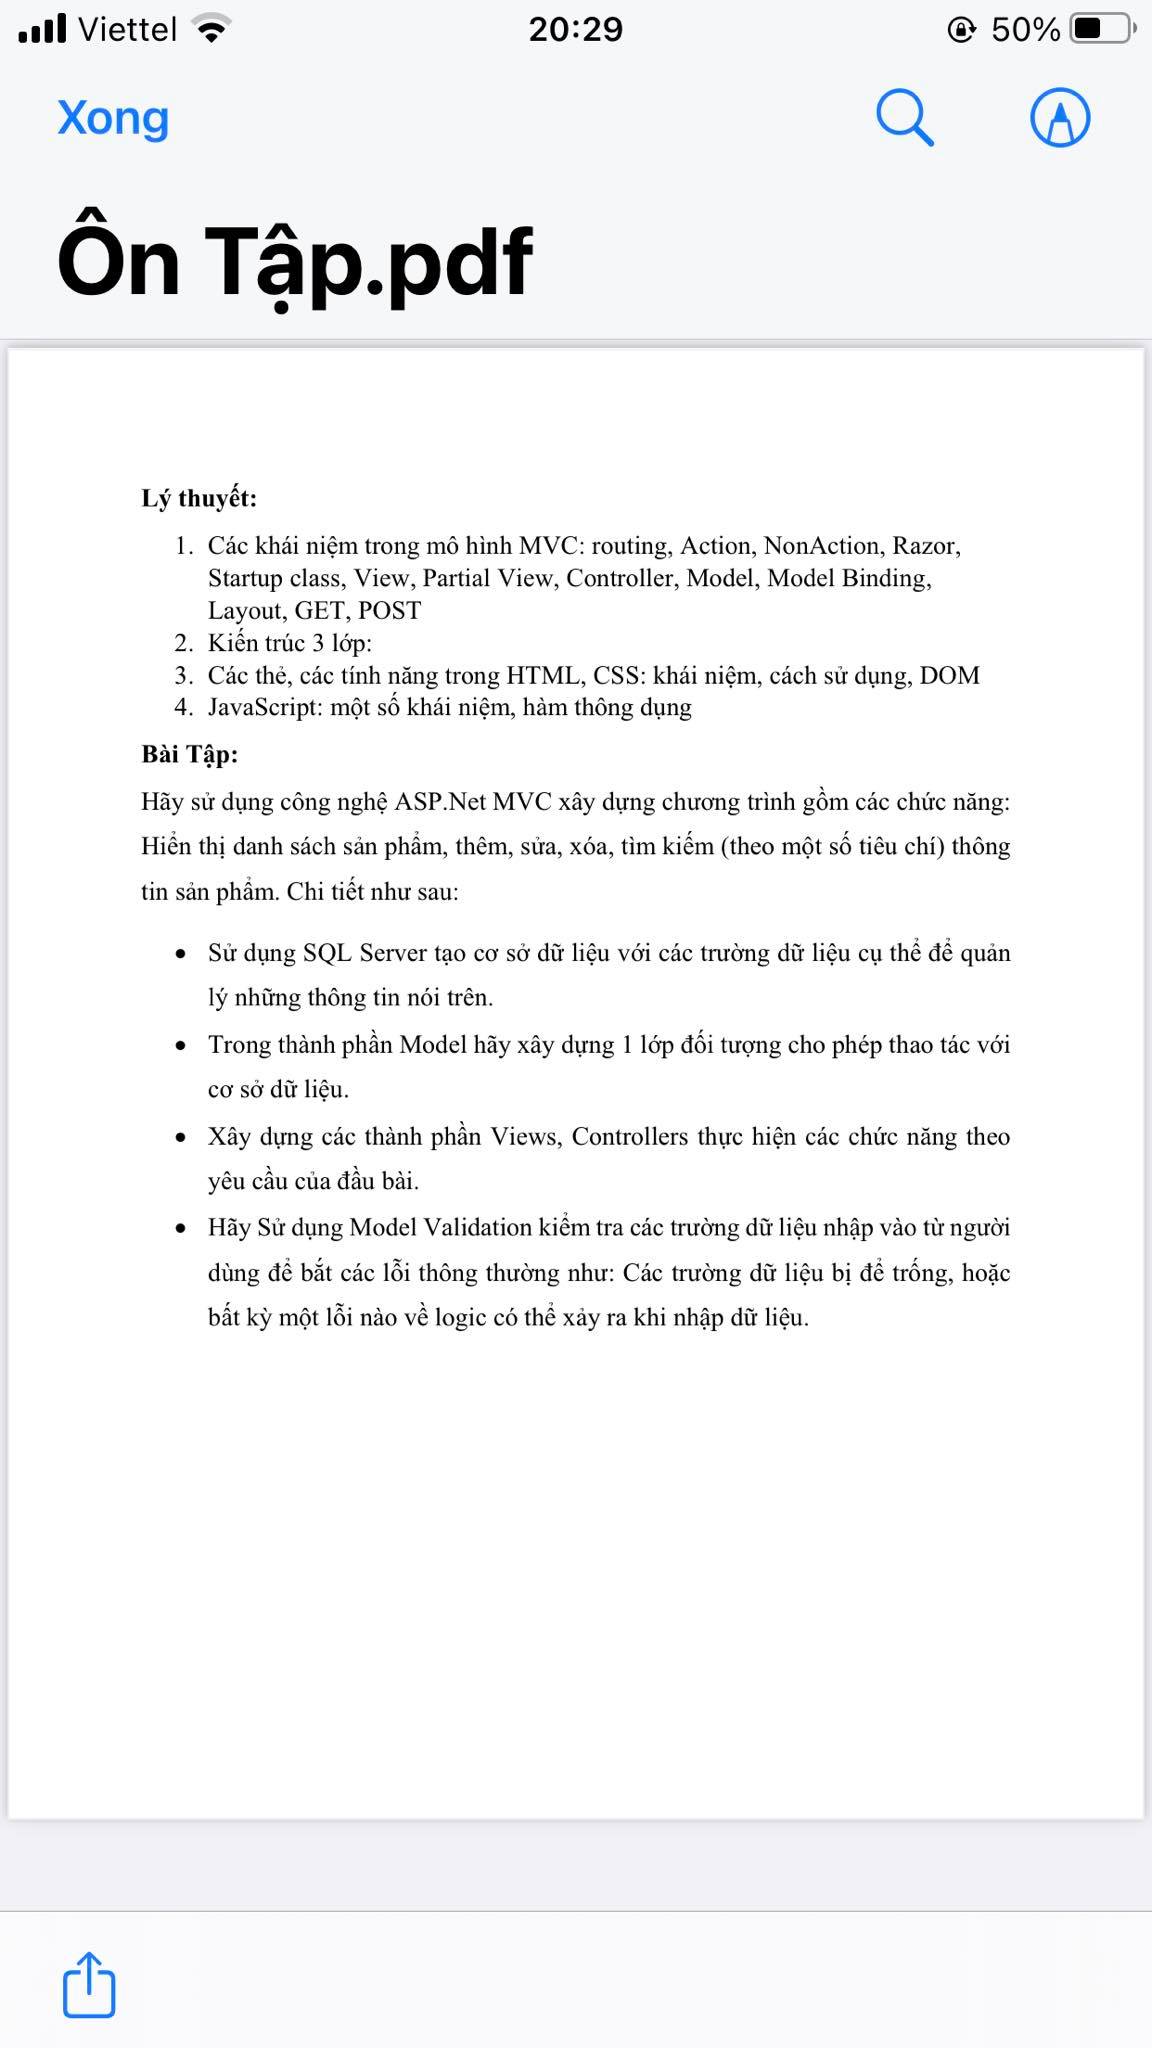 Viettel
20:29
50%
Xong
Ôn Tập.pdf
Lý thuyết:
1. Các khái niệm trong mô hình MVC: routing, Action, NonAction, Razor,
Startup class, View, Partial View, Controller, Model, Model Binding,
Layout, GET, POST
2. Kiến trúc 3 lớp:
3. Các thẻ, các tính năng trong HTML, CSS: khái niệm, cách sử dụng, DOM
4. JavaScript: một số khái niệm, hàm thông dụng
Bài Tập:
Hãy sử dụng công nghệ ASP.Net MVC xây dựng chương trình gồm các chức năng:
Hiển thị danh sách sản phẩm, thêm, sửa, xóa, tìm kiếm (theo một số tiêu chí) thông
tin sản phẩm. Chi tiết như sau:
• Sử dụng SQL Server tạo cơ sở dữ liệu với các trường dữ liệu cụ thể để quản
lý những thông tin nói trên.
• Trong thành phần Model hãy xây dựng 1 lớp đối tượng cho phép thao tác với
cơ sở dữ liệu.
• Xây dựng các thành phần Views, Controllers thực hiện các chức năng theo
yêu cầu của đầu bài.
• Hãy Sử dụng Model Validation kiểm tra các trường dữ liệu nhập vào từ người
dùng để bắt các lỗi thông thường như: Các trường dữ liệu bị để trống, hoặc
bất kỳ một lỗi nào về logic có thể xảy ra khi nhập dữ liệu.